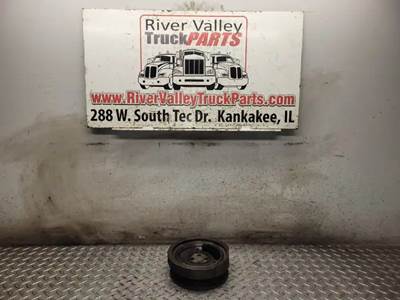 River Valley
TruckPARTS
www.RiverValleyTruckParts.com
288 W. South Tec Dr. Kankakee, IL